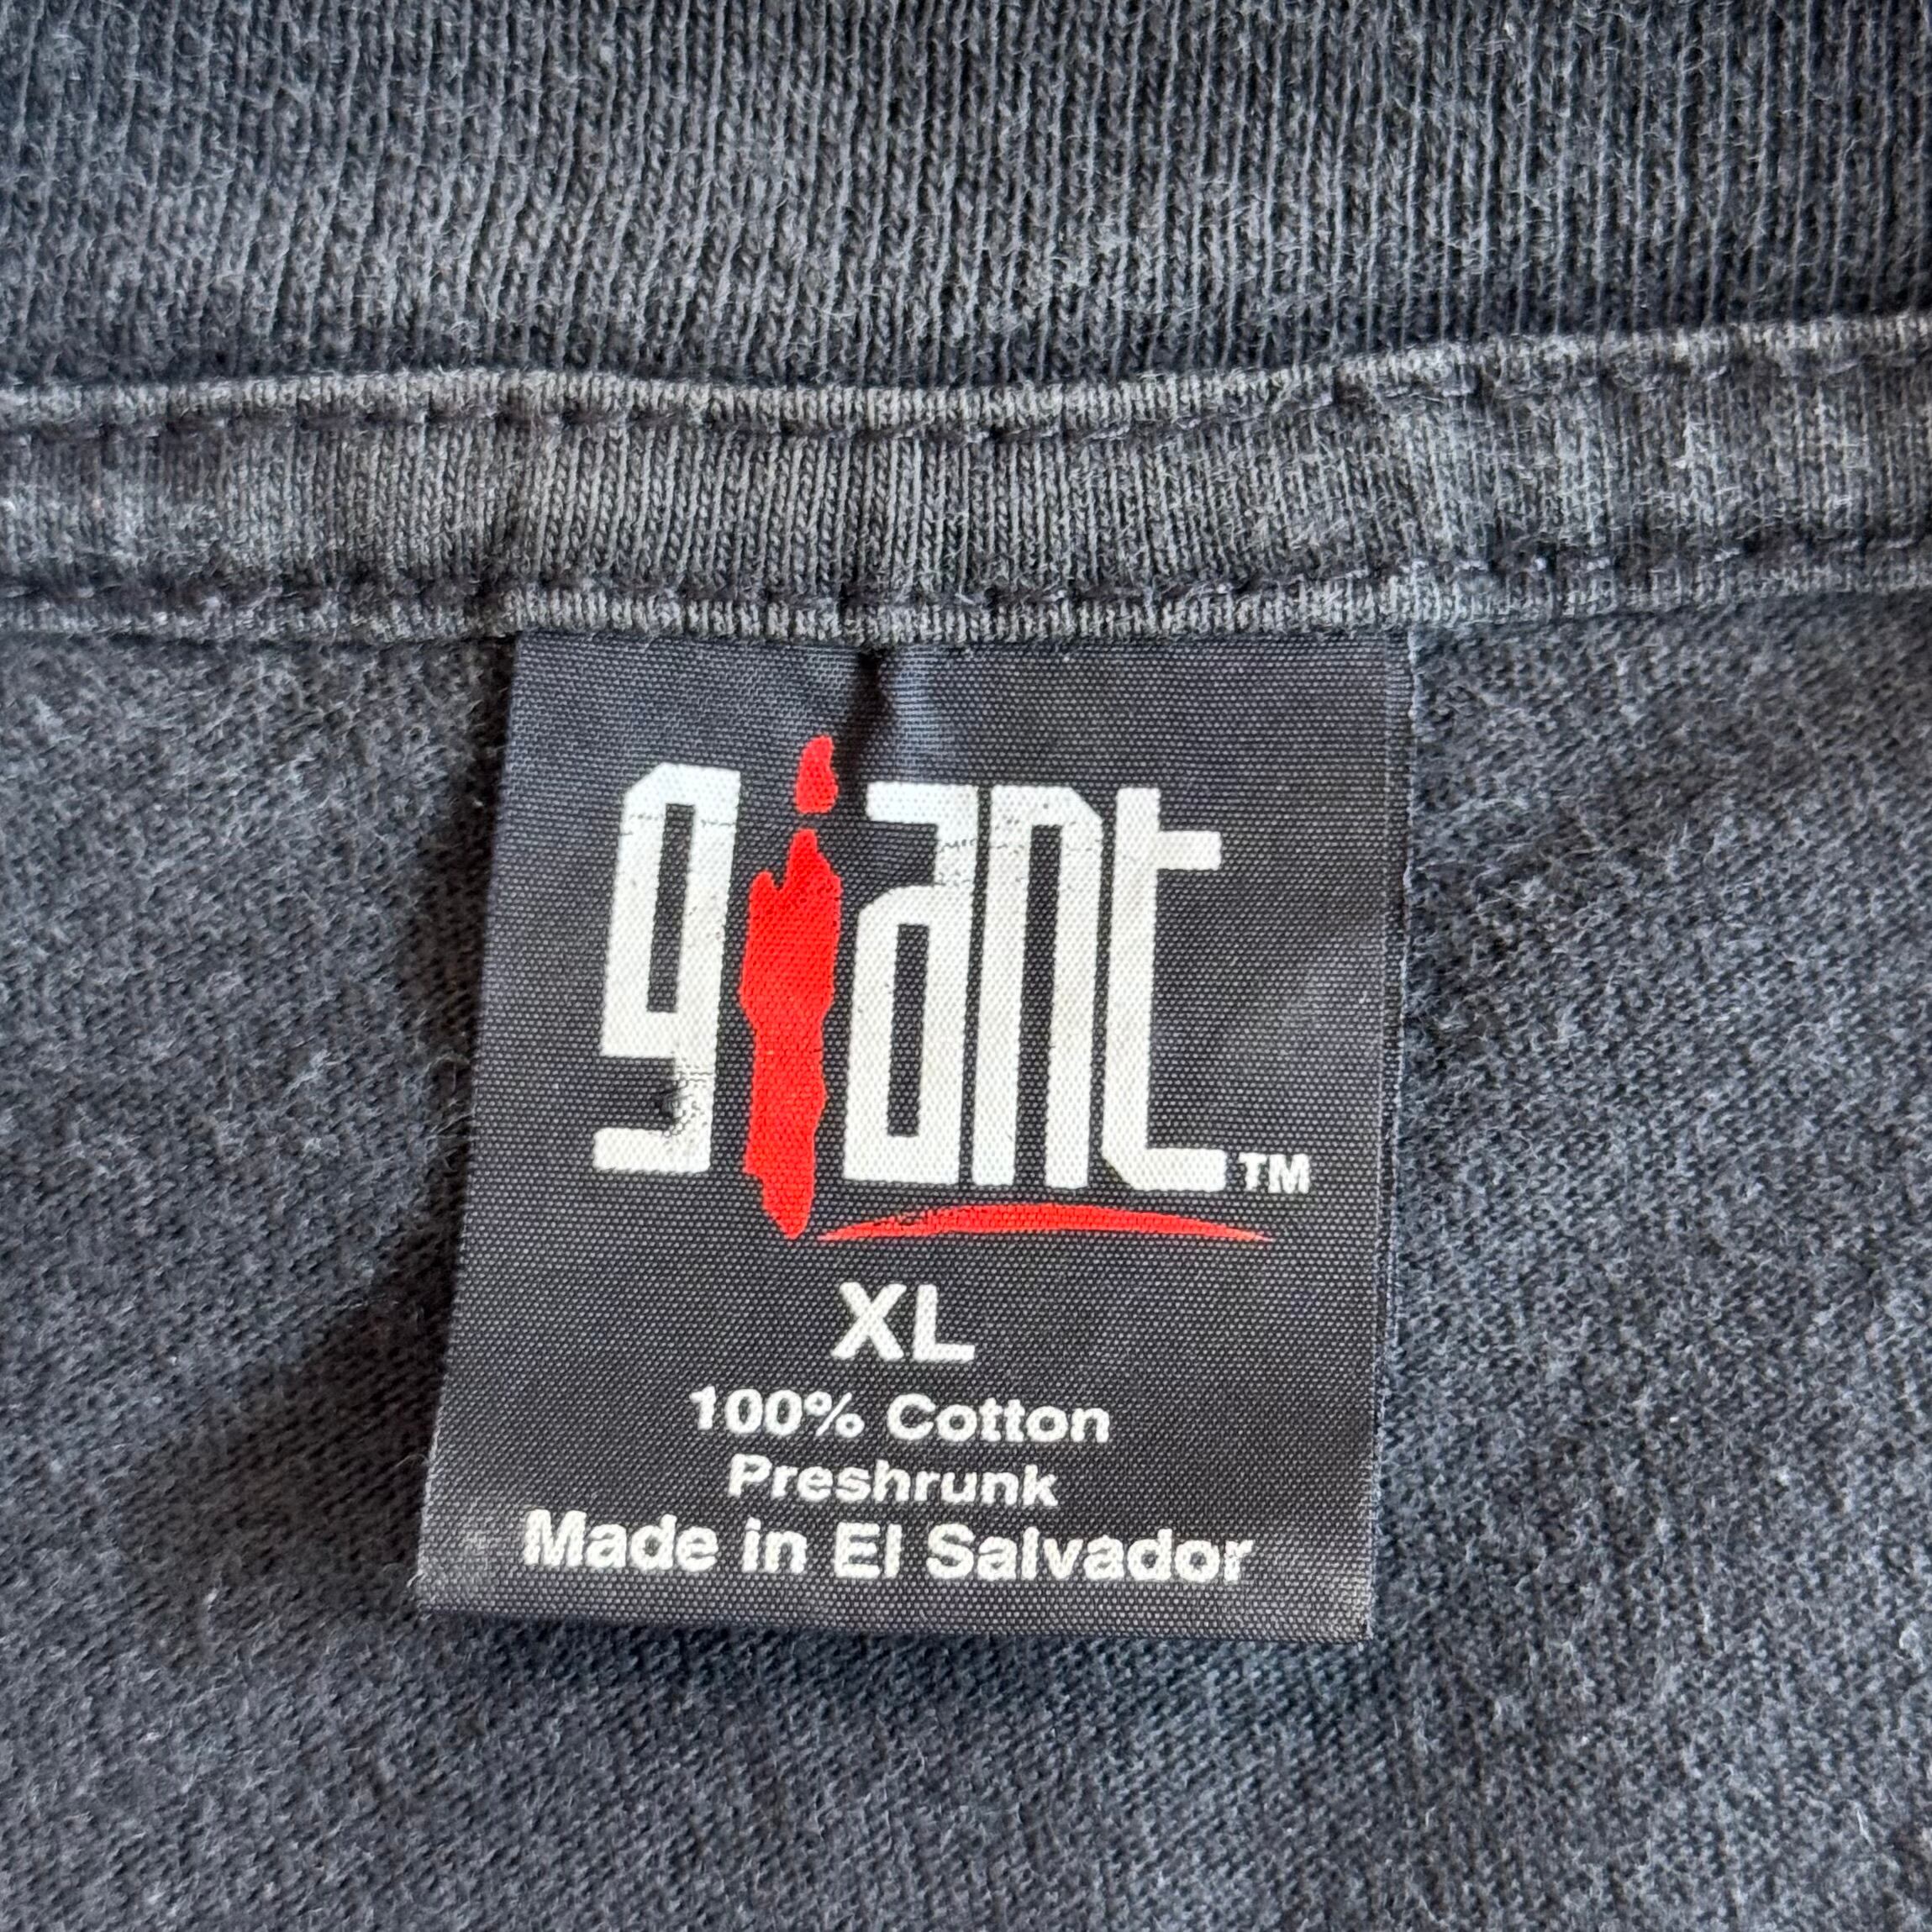 giant™
XL
100% Cotton
Preshrunk
Made in El Salvador